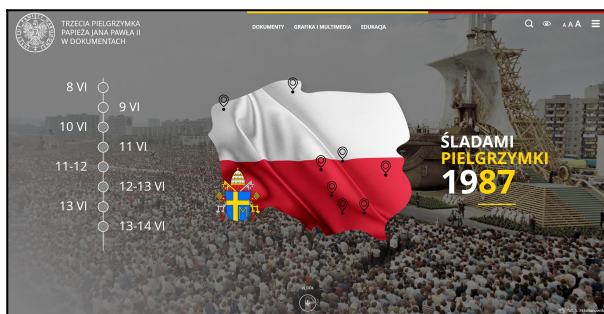 TRZECIA PIELGRZYMKA
PAPIEŻA JANA PAWŁA II
W DOKUMENTACH
DOKUMENTY GRAFIKA I MULTIMEDIA EDUKACJA
A A A
8 VI
9 VI
10 VI
11 VI
11-12
12-13 VI
13 VI
13-14 VI
ŚLADAMI
PIELGRZYMKI
1987